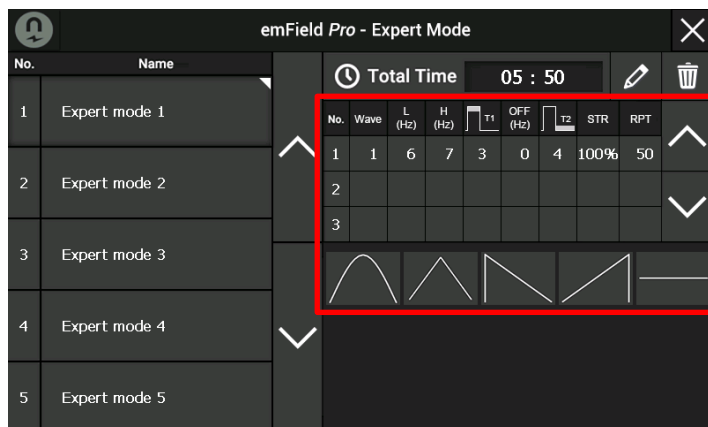 emField Pro - Expert Mode
No. Name
1 Expert mode 1
2 Expert mode 2
3 Expert mode 3
4 Expert mode 4
5 Expert mode 5
Total Time 05 : 50
No. Wave L (Hz) H (Hz) T1 OFF (Hz) T2 STR RPT
1 1 6 7 3 0 4 100% 50
2
3